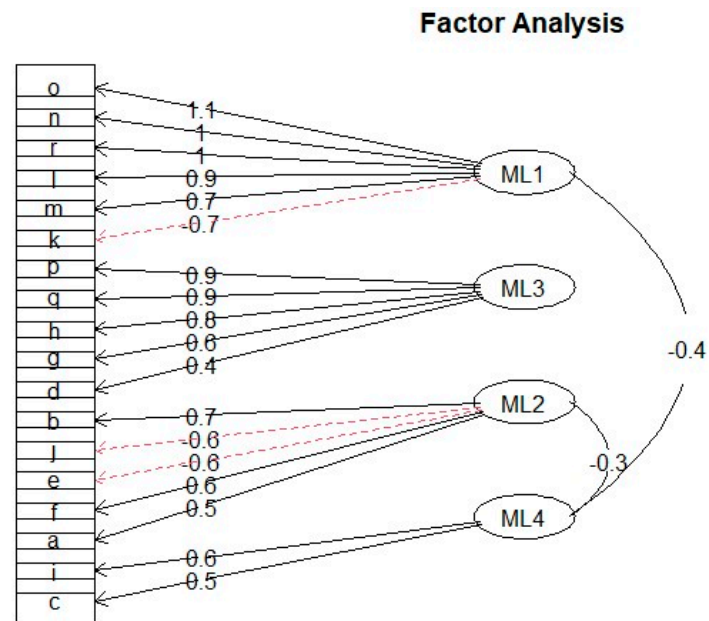 Factor Analysis
o
n
r
l
m
k
p
q
h
g
d
b
j
e
f
a
i
c
1.1
1
1
0.9
0.7
-0.7
0.9
0.9
0.8
0.6
0.4
0.7
-0.6
-0.6
0.6
0.5
0.6
0.5
ML1
ML3
ML2
ML4
-0.4
-0.3